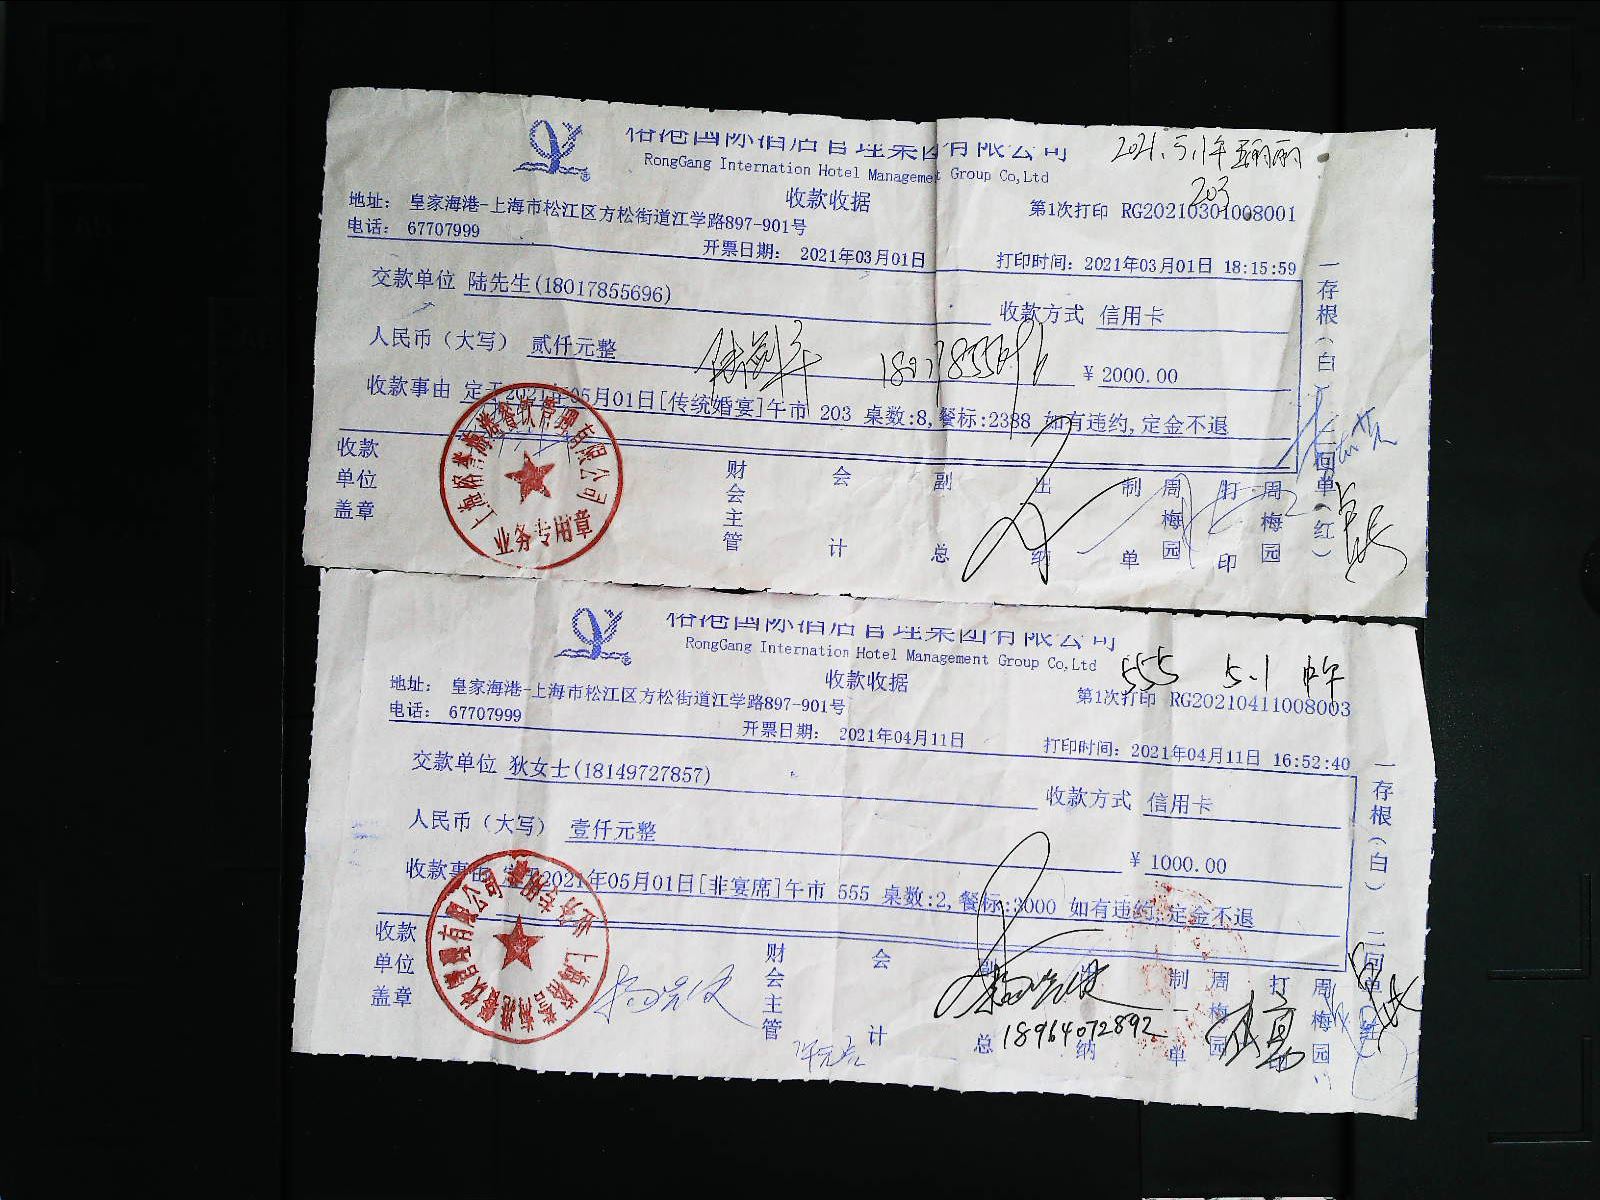 裕港国际酒店管理集团有限公司
RongGang Internation Hotel Management Group Co,Ltd
2021.5.1午
203
收款收据
第1次打印 RG20210301008001
地址: 皇家海港-上海市松江区方松街道江学路897-901号
电话: 67707999
开票日期: 2021年03月01日
打印时间: 2021年03月01日 18:15:59
交款单位 陆先生(18017855696)
收款方式 信用卡
人民币（大写） 贰仟元整
¥ 2000.00
收款事由 定于2021年05月01日[传统婚宴]午市 203 桌数:8,餐标:2388 如有违约,定金不退
收款单位盖章
财会主管
会计
副总
出纳
制单
周梅园
打印
周梅园
一存根(白) 二回单(红)
业务专用章
裕港国际酒店管理集团有限公司
RongGang Internation Hotel Management Group Co,Ltd
555 5.1 中午
收款收据
第1次打印 RG20210411008003
地址: 皇家海港-上海市松江区方松街道江学路897-901号
电话: 67707999
开票日期: 2021年04月11日
打印时间: 2021年04月11日 16:52:40
交款单位 狄女士(18149727857)
收款方式 信用卡
人民币（大写） 壹仟元整
¥ 1000.00
收款事由 定于2021年05月01日[非宴席]午市 555 桌数:2,餐标:3000 如有违约,定金不退
收款单位盖章
财会主管
会计
副总
18964072892
纳
制单
周梅园
打
周梅园
一存根(白) 二回单(红)
业务专用章